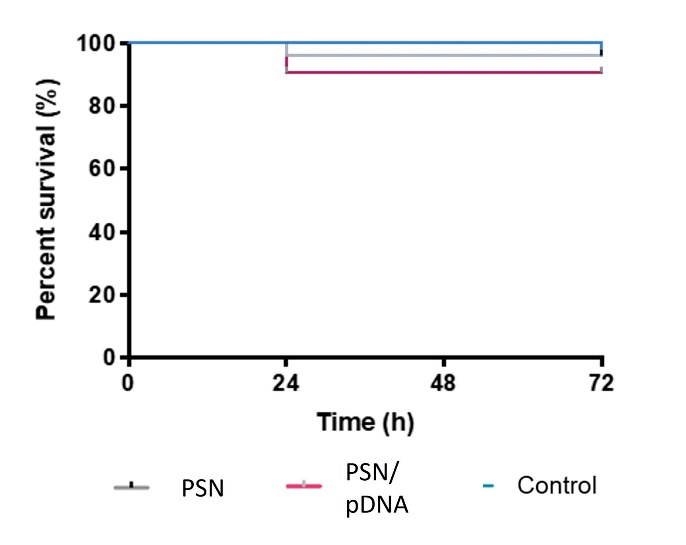 Percent survival (%)
100
80
60
40
20
0
0 24 48 72
Time (h)
PSN
PSN/
pDNA
Control